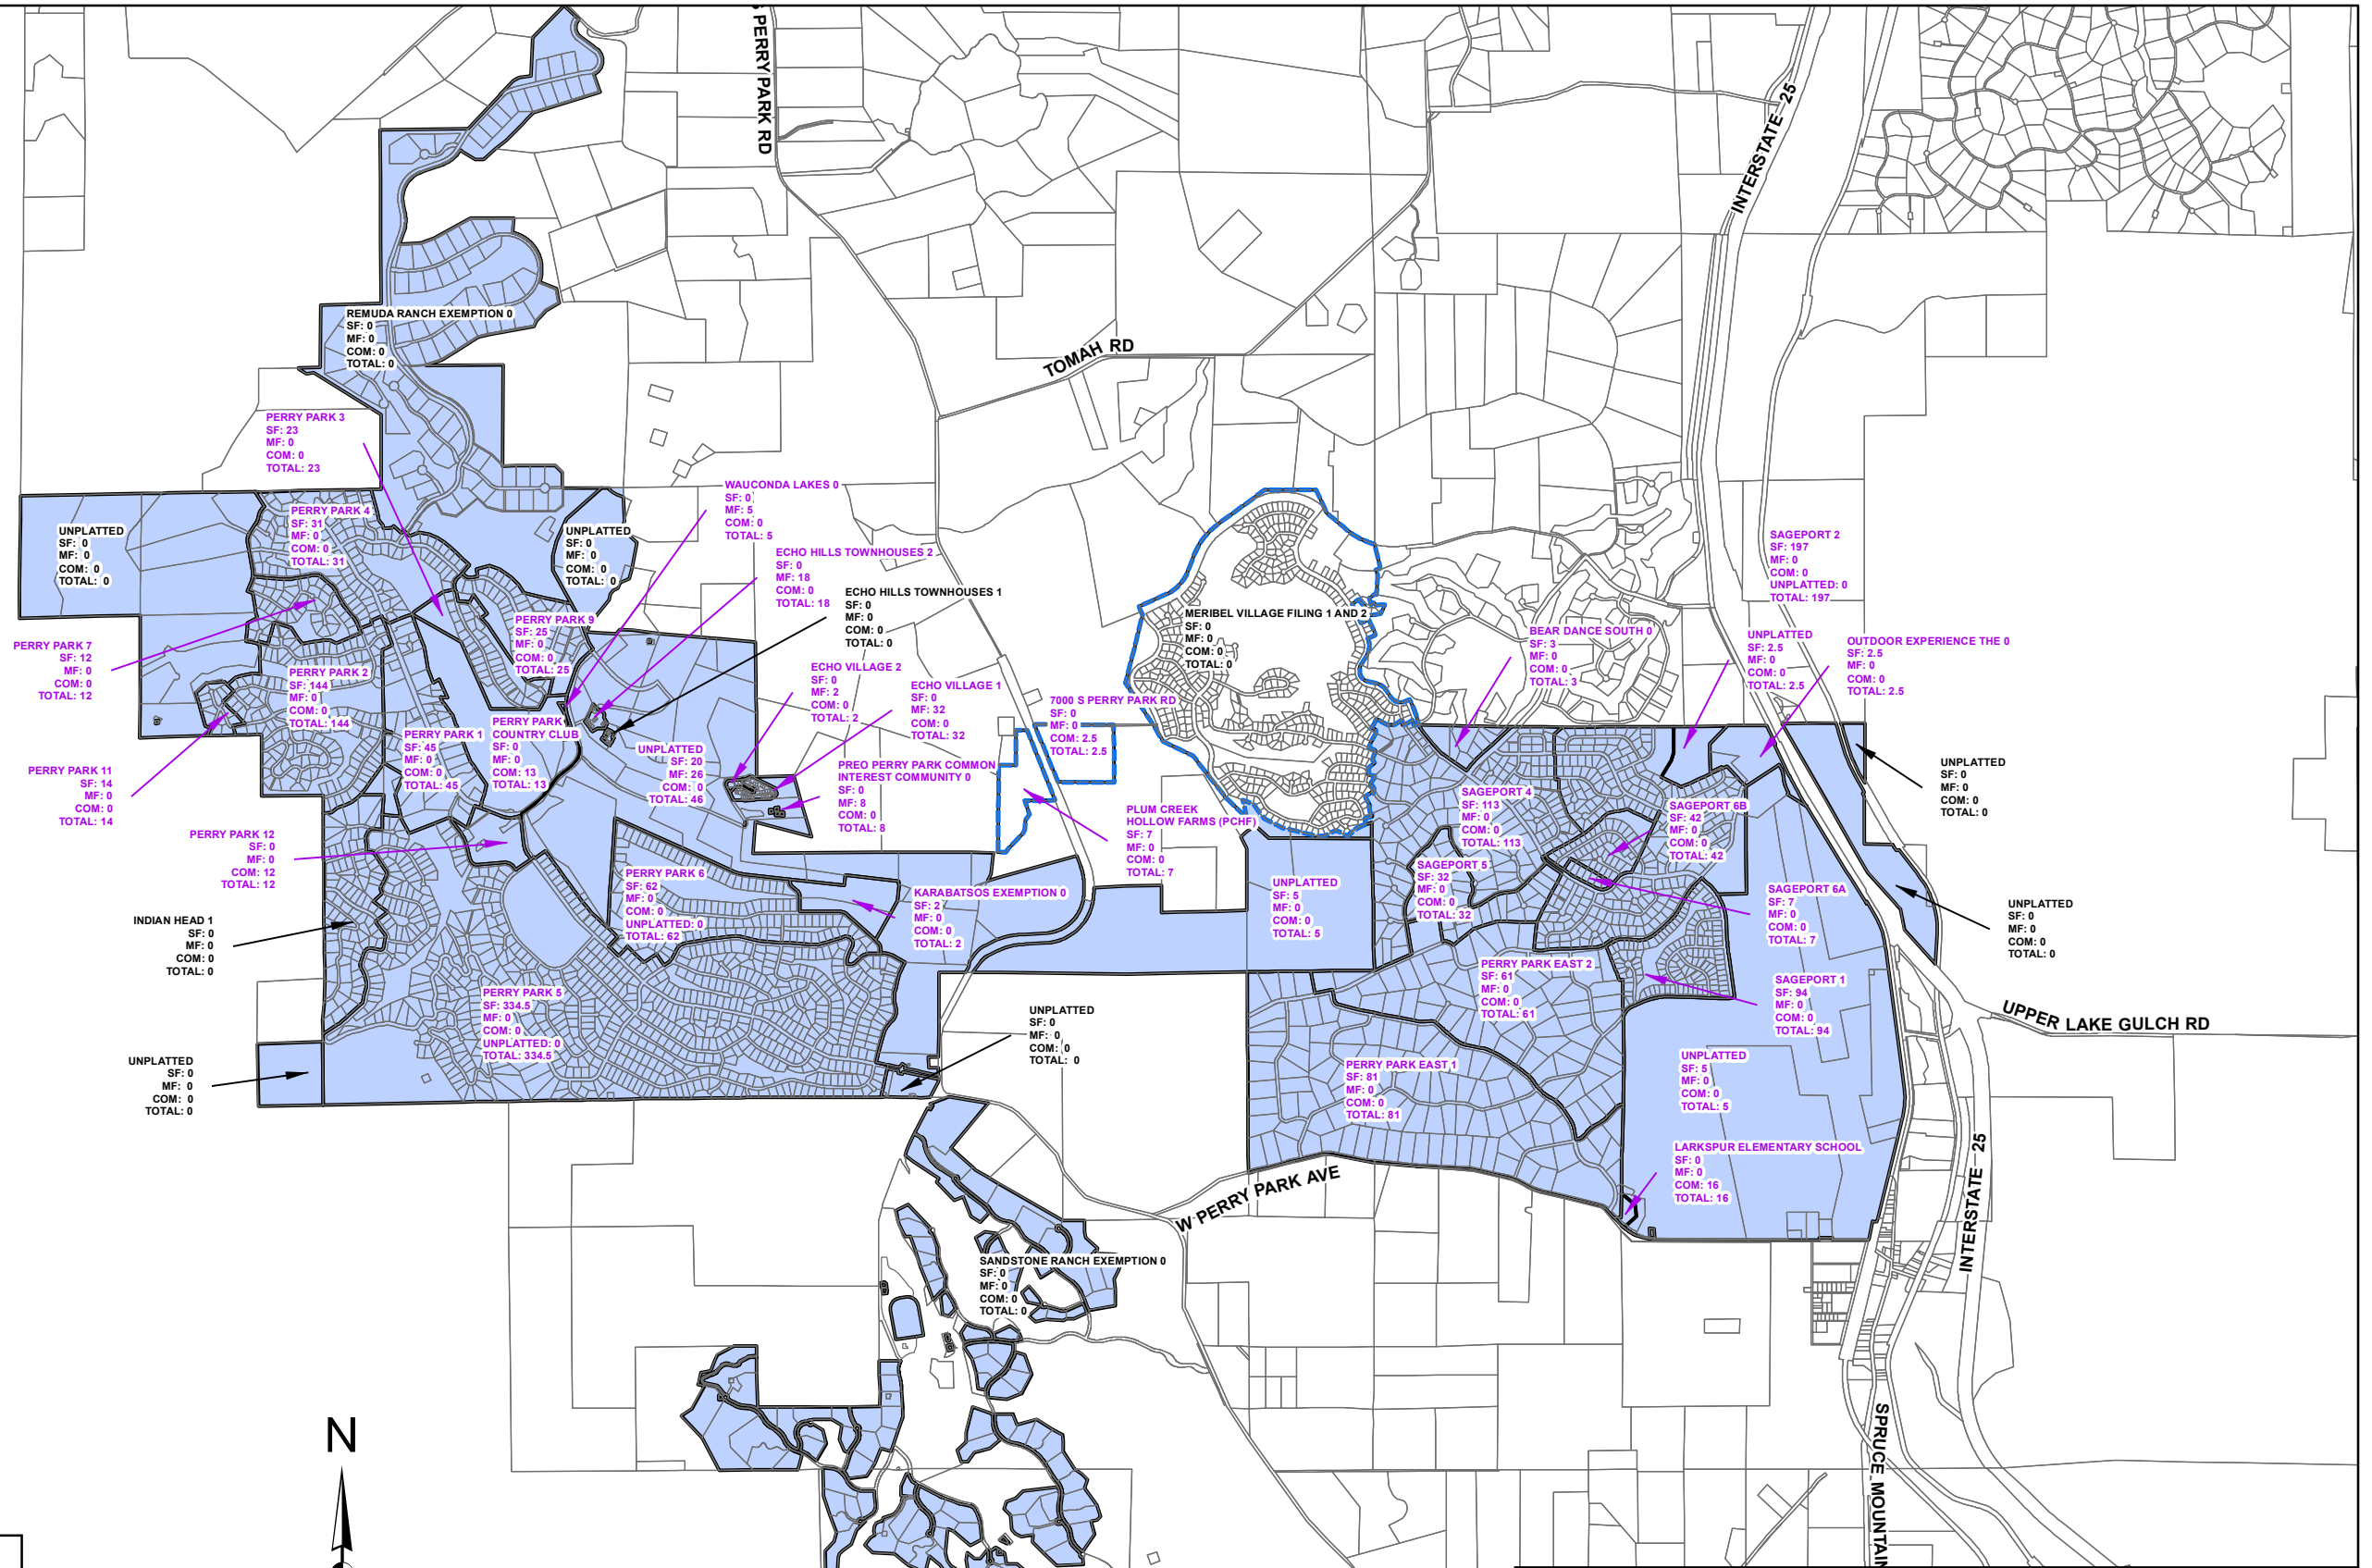 S PERRY PARK RD
INTERSTATE 25
TOMAH RD
REMUDA RANCH EXEMPTION 0
SF: 0
MF: 0
COM: 0
TOTAL: 0
PERRY PARK 3
SF: 23
MF: 0
COM: 0
TOTAL: 23
UNPLATTED
SF: 0
MF: 0
COM: 0
TOTAL: 0
PERRY PARK 4
SF: 31
MF: 0
COM: 0
TOTAL: 31
UNPLATTED
SF: 0
MF: 0
COM: 0
TOTAL: 0
WAUCONDA LAKES 0
SF: 0
MF: 5
COM: 0
TOTAL: 5
ECHO HILLS TOWNHOUSES 2
SF: 0
MF: 18
COM: 0
TOTAL: 18
ECHO HILLS TOWNHOUSES 1
SF: 0
MF: 0
COM: 0
TOTAL: 0
MERIBEL VILLAGE FILING 1 AND 2
SF: 0
MF: 0
COM: 0
TOTAL: 0
SAGEPORT 2
SF: 197
MF: 0
COM: 0
UNPLATTED: 0
TOTAL: 197
BEAR DANCE SOUTH 0
SF: 3
MF: 0
COM: 0
TOTAL: 3
UNPLATTED
SF: 2.5
MF: 0
COM: 0
TOTAL: 2.5
OUTDOOR EXPERIENCE THE 0
SF: 2.5
MF: 0
COM: 0
TOTAL: 2.5
PERRY PARK 7
SF: 12
MF: 0
COM: 0
TOTAL: 12
PERRY PARK 9
SF: 25
MF: 0
COM: 0
TOTAL: 25
PERRY PARK 2
SF: 144
MF: 0
COM: 0
TOTAL: 144
ECHO VILLAGE 2
SF: 0
MF: 2
COM: 0
TOTAL: 2
ECHO VILLAGE 1
SF: 0
MF: 32
COM: 0
TOTAL: 32
7000 S PERRY PARK RD
SF: 0
MF: 0
COM: 2.5
TOTAL: 2.5
PERRY PARK 1
SF: 45
MF: 0
COM: 0
TOTAL: 45
PERRY PARK
COUNTRY CLUB
SF: 0
MF: 0
COM: 13
TOTAL: 13
UNPLATTED
SF: 20
MF: 26
COM: 0
TOTAL: 46
PREO PERRY PARK COMMON
INTEREST COMMUNITY 0
SF: 0
MF: 8
COM: 0
TOTAL: 8
UNPLATTED
SF: 0
MF: 0
COM: 0
TOTAL: 0
PERRY PARK 11
SF: 14
MF: 0
COM: 0
TOTAL: 14
SAGEPORT 4
SF: 113
MF: 0
COM: 0
TOTAL: 113
SAGEPORT 6B
SF: 42
MF: 0
COM: 0
TOTAL: 42
PLUM CREEK
HOLLOW FARMS (PCHF)
SF: 7
MF: 0
COM: 0
TOTAL: 7
PERRY PARK 12
SF: 0
MF: 0
COM: 12
TOTAL: 12
PERRY PARK 6
SF: 62
MF: 0
COM: 0
UNPLATTED: 0
TOTAL: 62
KARABATSOS EXEMPTION 0
SF: 2
MF: 0
COM: 0
TOTAL: 2
UNPLATTED
SF: 5
MF: 0
COM: 0
TOTAL: 5
SAGEPORT 5
SF: 32
MF: 0
COM: 0
TOTAL: 32
SAGEPORT 6A
SF: 7
MF: 0
COM: 0
TOTAL: 7
UNPLATTED
SF: 0
MF: 0
COM: 0
TOTAL: 0
INDIAN HEAD 1
SF: 0
MF: 0
COM: 0
TOTAL: 0
PERRY PARK EAST 2
SF: 61
MF: 0
COM: 0
TOTAL: 61
SAGEPORT 1
SF: 94
MF: 0
COM: 0
TOTAL: 94
PERRY PARK 5
SF: 334.5
MF: 0
COM: 0
UNPLATTED: 0
TOTAL: 334.5
UNPLATTED
SF: 0
MF: 0
COM: 0
TOTAL: 0
UPPER LAKE GULCH RD
UNPLATTED
SF: 0
MF: 0
COM: 0
TOTAL: 0
PERRY PARK EAST 1
SF: 81
MF: 0
COM: 0
TOTAL: 81
UNPLATTED
SF: 5
MF: 0
COM: 0
TOTAL: 5
LARKSPUR ELEMENTARY SCHOOL
SF: 0
MF: 0
COM: 16
TOTAL: 16
W PERRY PARK AVE
INTERSTATE 25
SANDSTONE RANCH EXEMPTION 0
SF: 0
MF: 0
COM: 0
TOTAL: 0
SPRUCE MOUNTAIN
N